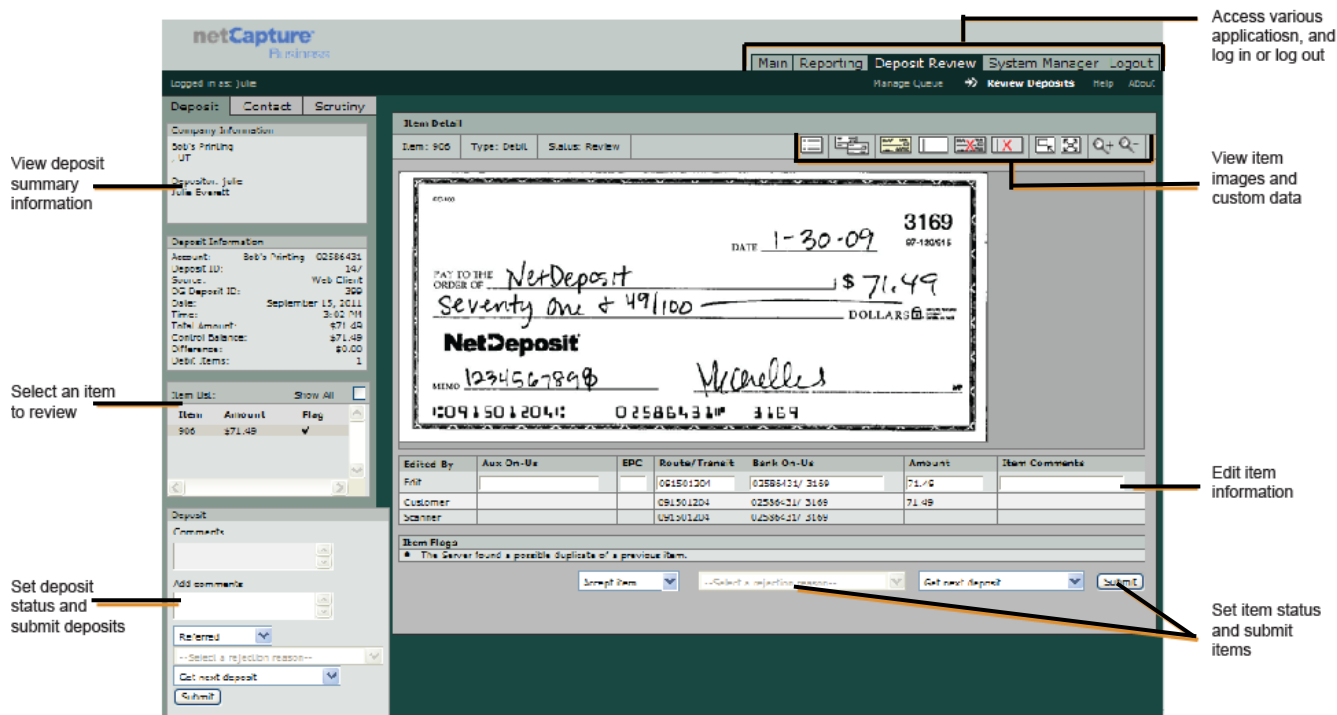 Access various
applicatiosn, and
log in or log out
netCapture
Business
Main Reporting Deposit Review System Manager Logout
Logged in as: Julie
Manage Queue Review Deposits Help About
Deposit Contact Scrutiny
Company Information
Bob's Printing
, UT
Depositor: Julie
Julie Everett
View deposit
summary
information
Deposit Information
Account: Bob's Printing 02586431
Deposit ID: 147
Source: Web Client
DG Deposit ID: 399
Date: September 15, 2011
Time: 3:02 PM
Total Amount: $71.49
Control Balance: $71.49
Difference: $0.00
Debit Items: 1
Select an item
to review
Item List: Show All
Item Amount Flag
906 $71.49
Deposit
Comments
Add comments
Set deposit
status and
submit deposits
Referred
--Select a rejection reason--
Get next deposit
Submit
Item Detail
Item: 906 Type: Debit Status: Review
View item
images and
custom data
3169
DATE 1-30-09
PAY TO THE
ORDER OF NetDeposit $ 71.49
Seventy One & 49/100 DOLLARS
NetDeposit
MEMO
⑆091501204⑆ 02586431⑈ 3169
Edited By Aux On-Us EPC Route/Transit Bank On-Us Amount Item Comments
Edit 091501204 02586431/ 3169 71.49
Customer 091501204 02586431/ 3169 71.49
Scanner 091501204 02586431/ 3169
Edit item
information
Item Flags
• The Server found a possible duplicate of a previous item.
Accept item --Select a rejection reason-- Get next deposit Submit
Set item status
and submit
items